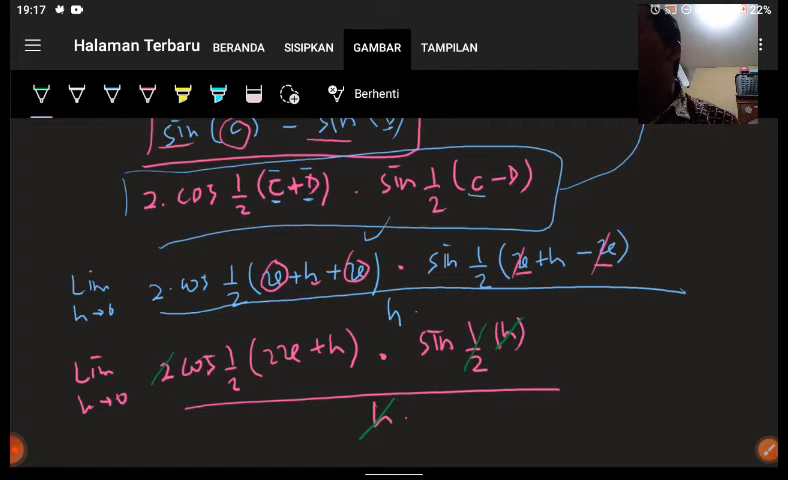 19:17 22%
Halaman Terbaru BERANDA SISIPKAN GAMBAR TAMPILAN
Berhenti
sin (C) - sin (D)
2. cos 1/2 (C+D) . sin 1/2 (C-D)
Lim h→0 2. cos 1/2 (x+h+x) . sin 1/2 (x+h-x)
h
Lim h→0 2 cos 1/2 (2x+h) . sin 1/2 (h)
h.